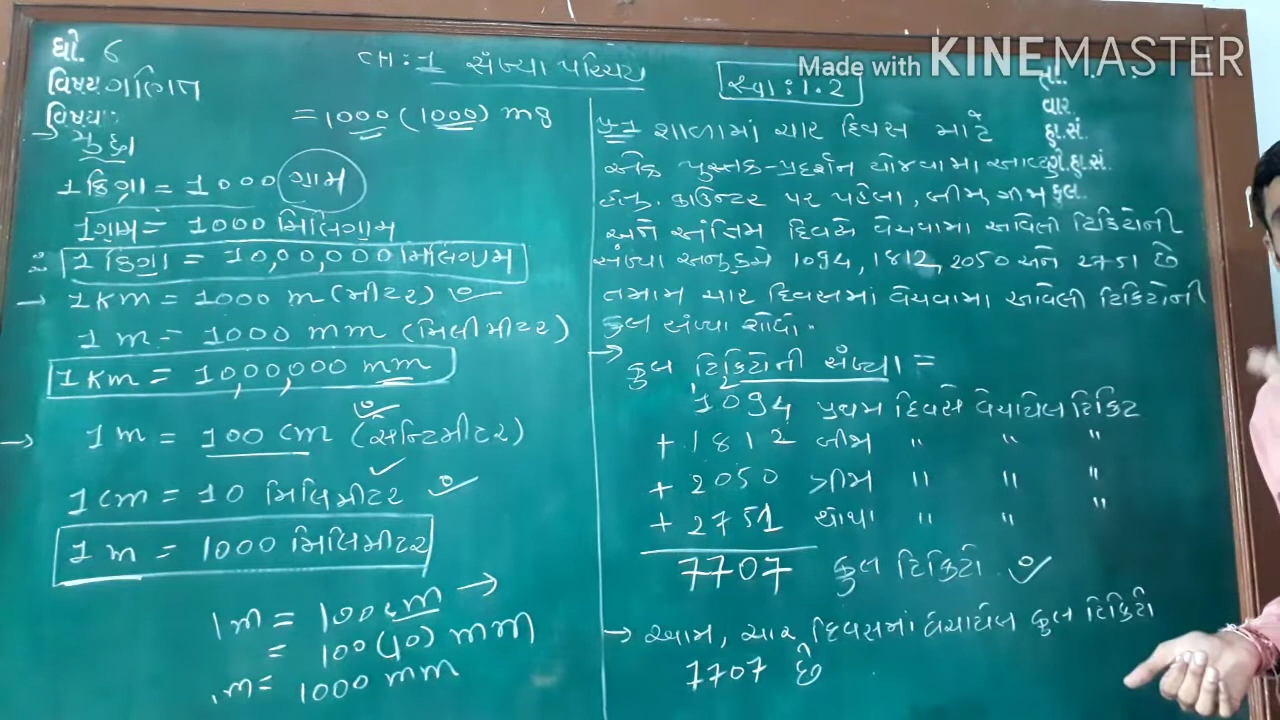 Made with KINEMASTER
ધો. 6
વિષય ગણિત
વિષય:
CH:-1 સંખ્યા પરિચય
સ્વા:1.2
તા.
વાર
હા.સં.
ગે.હા.સં.
કુલ
= 1000 (1000) mg
→ મુદ્દા
1 કિગ્રા = 1000 ગ્રામ
1 ગ્રામ = 1000 મિલિગ્રામ
∴ 1 કિગ્રા = 10,00,000 મિલિગ્રામ
→ 1 Km = 1000 m (મીટર)
1 m = 1000 mm (મિલીમીટર)
1 Km = 10,00,000 mm
→ 1 m = 100 cm (સેન્ટિમીટર)
1 cm = 10 મિલિમીટર
1 m = 1000 મિલિમીટર
1 m = 100 cm →
= 100 (10) mm
1m = 1000 mm
પ્ર-1 શાળામાં ચાર દિવસ માટે
એક પુસ્તક-પ્રદર્શન યોજવામાં આવ્યુ
હતુ. કાઉન્ટર પર પહેલા, બીજા, ત્રીજા
અને અંતિમ દિવસે વેચવામા આવેલી ટિકિટોની
સંખ્યા અનુક્રમે 1094, 1812, 2050 અને 2751 છે
તમામ ચાર દિવસમાં વેચવામા આવેલી ટિકિટોની
કુલ સંખ્યા શોધો.
→ કુલ ટિકિટોની સંખ્યા =
1 2
1094 પ્રથમ દિવસે વેચાયેલ ટિકિટ
+ 1812 બીજા " " "
+ 2050 ત્રીજા " " "
+ 2751 ચોથા " " "
7707 કુલ ટિકિટો
→ આમ, ચાર દિવસમાં વેચાયેલ કુલ ટિકિટો
7707 છે